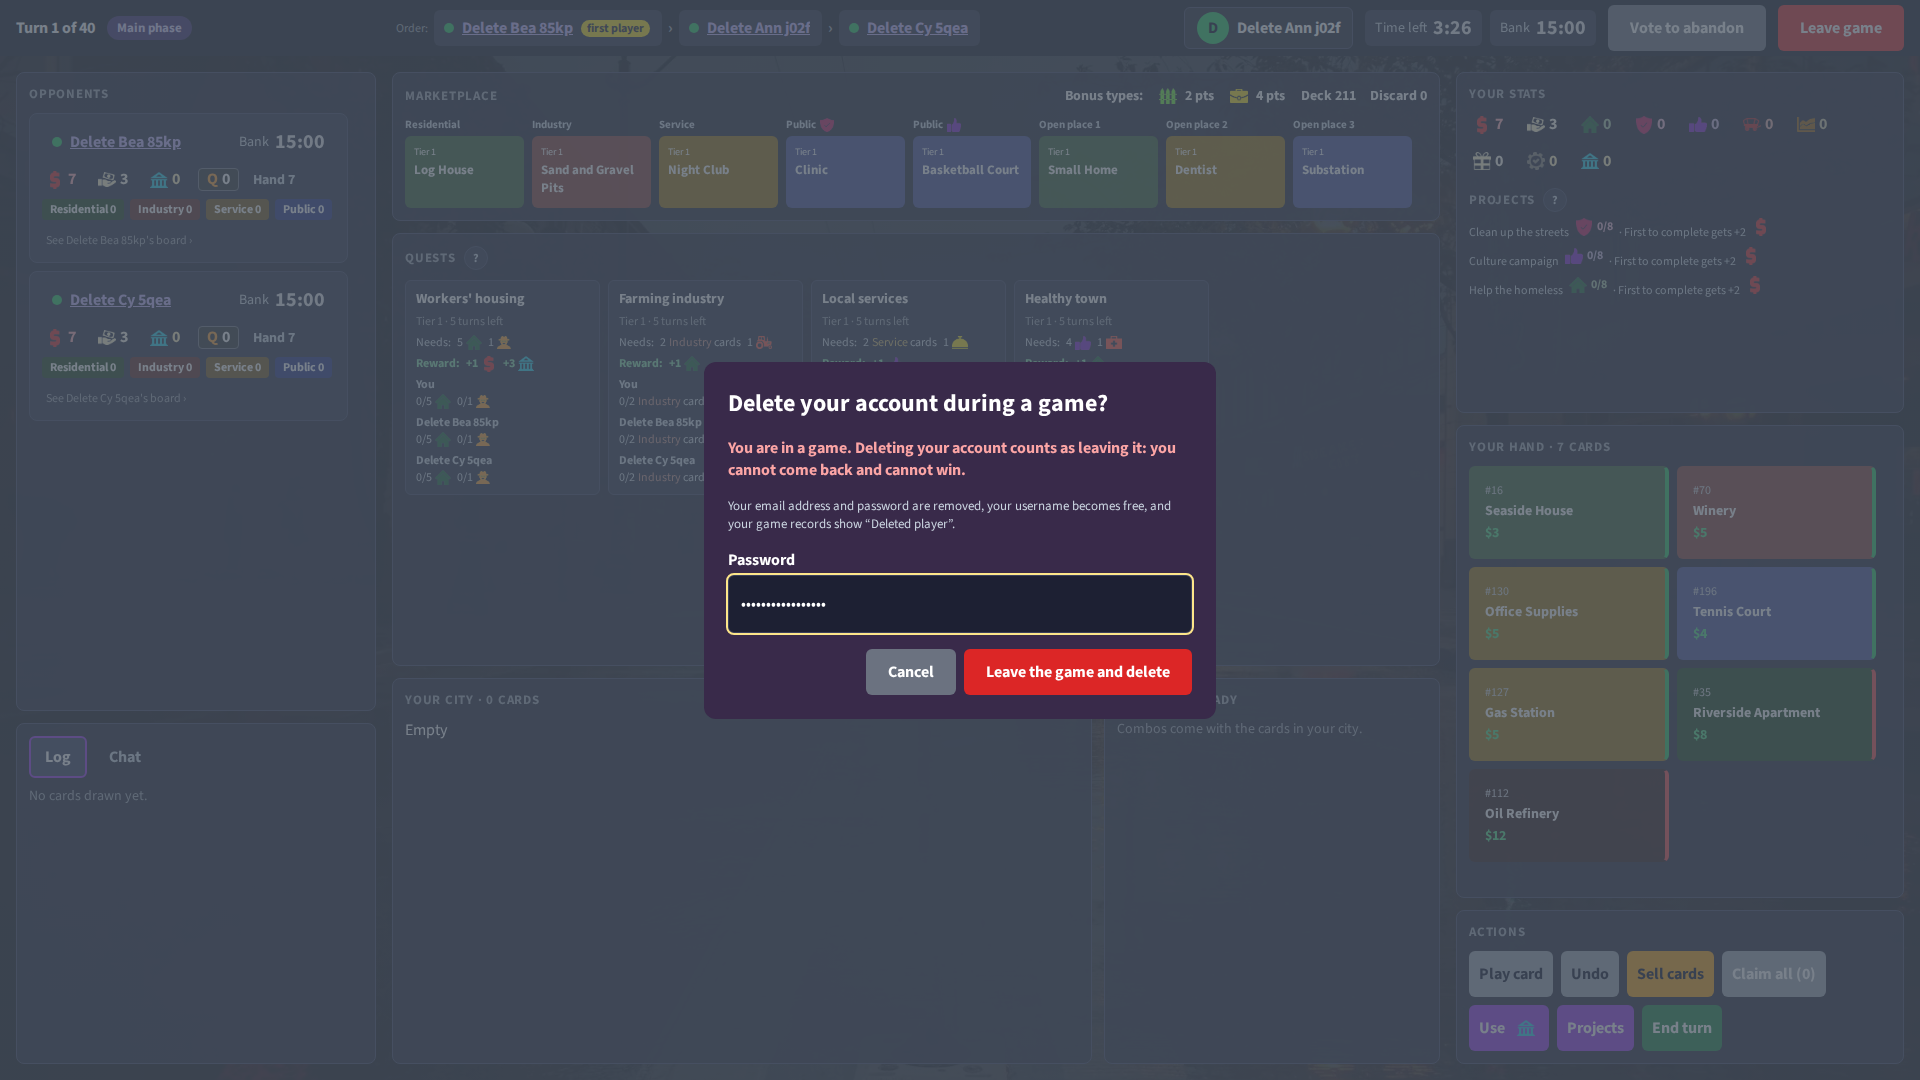 Turn 1 of 40 Main phase
Order: Delete Bea 85kp first player › Delete Ann j02f › Delete Cy 5qea
D Delete Ann j02f Time left 3:26 Bank 15:00 Vote to abandon Leave game
OPPONENTS
Delete Bea 85kp Bank 15:00
7 3 0 Q 0 Hand 7
Residential 0 Industry 0 Service 0 Public 0
See Delete Bea 85kp's board ›
Delete Cy 5qea Bank 15:00
7 3 0 Q 0 Hand 7
Residential 0 Industry 0 Service 0 Public 0
See Delete Cy 5qea's board ›
Log Chat
No cards drawn yet.
MARKETPLACE Bonus types: 2 pts 4 pts Deck 211 Discard 0
Residential Industry Service Public Public Open place 1 Open place 2 Open place 3
Tier 1 Tier 1 Tier 1 Tier 1 Tier 1 Tier 1 Tier 1 Tier 1
Log House Sand and Gravel Pits Night Club Clinic Basketball Court Small Home Dentist Substation
QUESTS ?
Workers' housing
Tier 1 · 5 turns left
Needs: 5 1
Reward: +1 +3
You
0/5 0/1
Delete Bea 85kp
0/5 0/1
Delete Cy 5qea
0/5 0/1
Farming industry
Tier 1 · 5 turns left
Needs: 2 Industry cards 1
Reward: +1
You
0/2 Industry card
Delete Bea 85kp
0/2 Industry card
Delete Cy 5qea
0/2 Industry card
Local services
Tier 1 · 5 turns left
Needs: 2 Service cards 1
Healthy town
Tier 1 · 5 turns left
Needs: 4 1
Delete your account during a game?
You are in a game. Deleting your account counts as leaving it: you
cannot come back and cannot win.
Your email address and password are removed, your username becomes free, and
your game records show “Deleted player”.
Password
•••••••••••••••••
Cancel Leave the game and delete
YOUR CITY · 0 CARDS
Empty
ADY
Combos come with the cards in your city.
YOUR STATS
7 3 0 0 0 0 0
0 0 0
PROJECTS ?
Clean up the streets 0/8 · First to complete gets +2
Culture campaign 0/8 · First to complete gets +2
Help the homeless 0/8 · First to complete gets +2
YOUR HAND · 7 CARDS
#16
Seaside House
$3
#70
Winery
$5
#130
Office Supplies
$5
#196
Tennis Court
$4
#127
Gas Station
$5
#35
Riverside Apartment
$8
#112
Oil Refinery
$12
ACTIONS
Play card Undo Sell cards Claim all (0)
Use Projects End turn